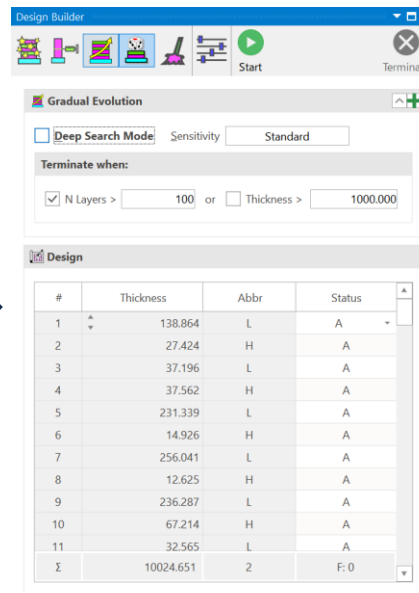 Design Builder
Start
Termina
Gradual Evolution
Deep Search Mode Sensitivity Standard
Terminate when:
N Layers > 100 or Thickness > 1000.000
Design
# Thickness Abbr Status
1 138.864 L A
2 27.424 H A
3 37.196 L A
4 37.562 H A
5 231.339 L A
6 14.926 H A
7 256.041 L A
8 12.625 H A
9 236.287 L A
10 67.214 H A
11 32.565 L A
Σ 10024.651 2 F: 0